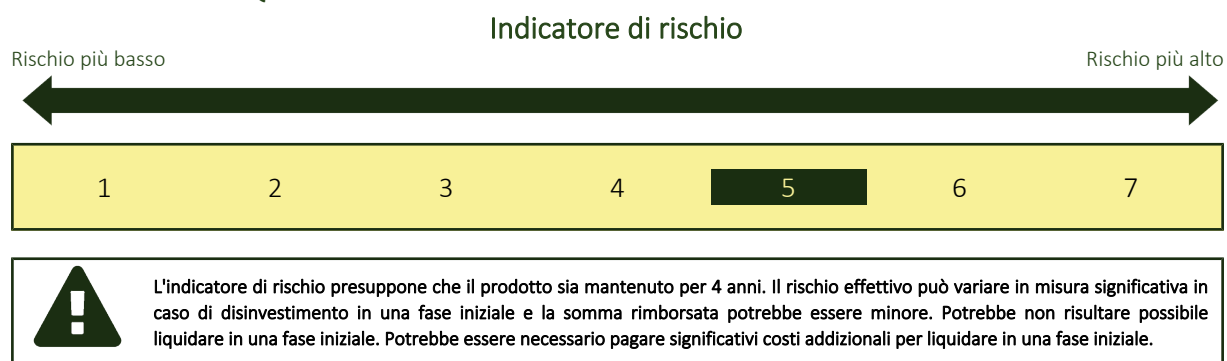 Indicatore di rischio
Rischio più basso
Rischio più alto
1 2 3 4 5 6 7
L'indicatore di rischio presuppone che il prodotto sia mantenuto per 4 anni. Il rischio effettivo può variare in misura significativa in
caso di disinvestimento in una fase iniziale e la somma rimborsata potrebbe essere minore. Potrebbe non risultare possibile
liquidare in una fase iniziale. Potrebbe essere necessario pagare significativi costi addizionali per liquidare in una fase iniziale.